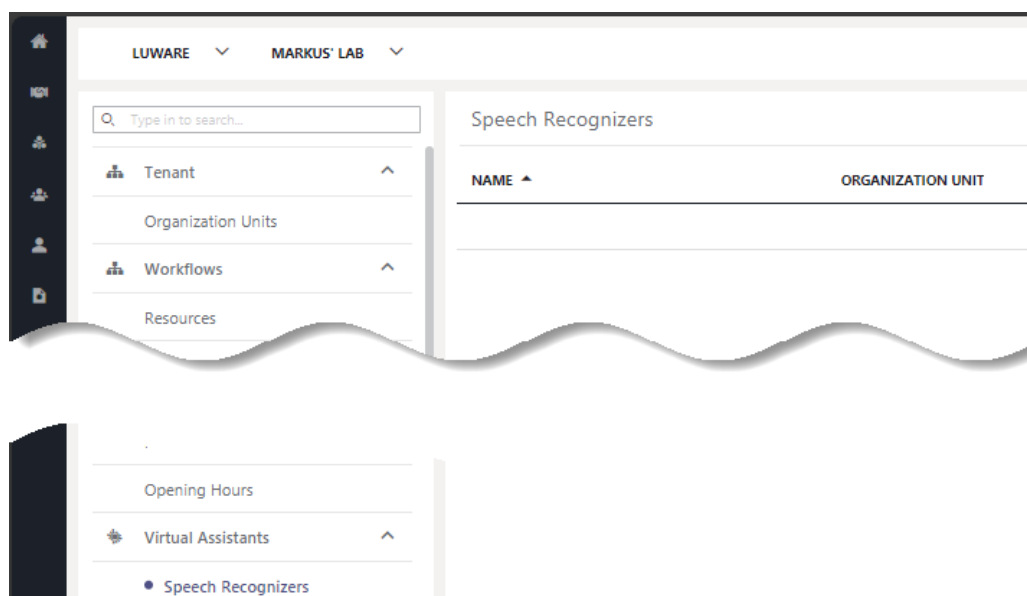 LUWARE MARKUS' LAB
Type in to search...
Speech Recognizers
Tenant
NAME ORGANIZATION UNIT
Organization Units
Workflows
Resources
Opening Hours
Virtual Assistants
Speech Recognizers